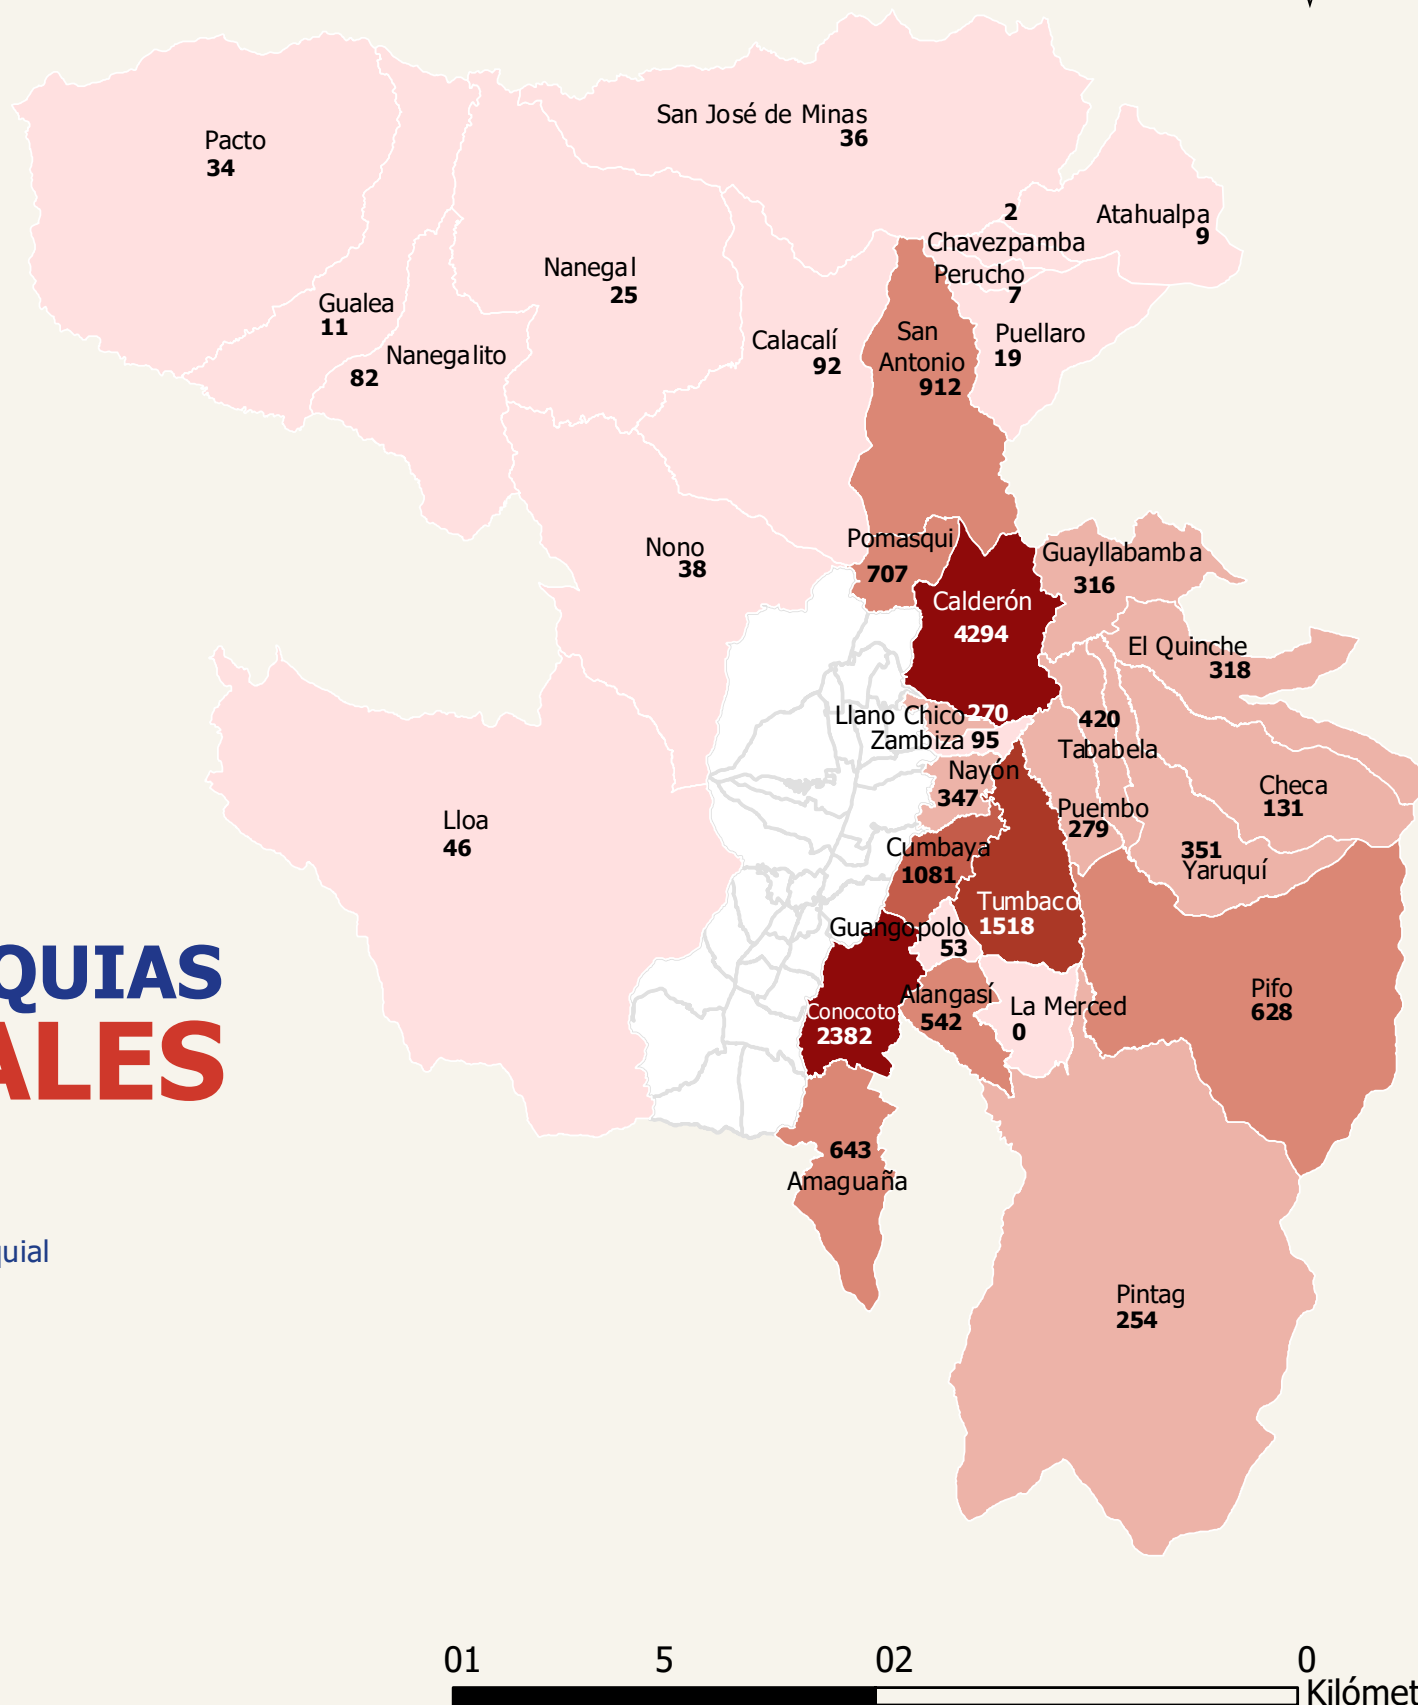 San José de Minas
36
Pacto
34
2
Atahualpa
9
Chavezpamba
Perucho
7
Nanegal
25
Gualea
11
San
Antonio
912
Puellaro
19
Calacalí
92
Nanegalito
82
Pomasqui
707
Nono
38
Guayllabamba
316
Calderón
4294
El Quinche
318
Llano Chico 270
Zambiza 95
420
Tababela
Nayón
347
Checa
131
Puembo
279
Lloa
46
Cumbaya
1081
351
Yaruquí
Tumbaco
1518
Guangopolo
53
QUIAS
ALES
Alangasí
542
La Merced
0
Conocoto
2382
Pifo
628
643
Amaguaña
quial
Pintag
254
01 5 02 0
Kilómet